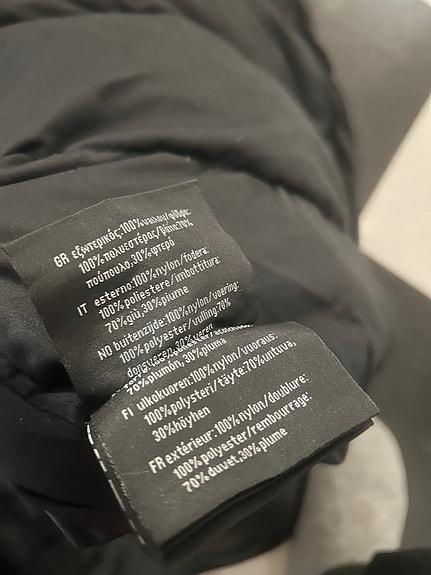 GR εξωτερικός:100%νάυλον/φόδρα:
100%πολυεστέρας/βάτα:70%
πούπουλο,30%φτερό
IT esterno:100%nylon/fodera:
100%poliestere/imbottitura:
70%giù,30%piume
NO buitenzijde:100%nylon/voering:
100%polyester/vulling:70%
70%plumón, 30%pluma
FI ulkokuoren:100%nylon/vuoraus:
100%polysteri/täyte:70%untuva,
30%höyhen
FR extérieur:100%nylon/doublure:
100%polyester/rembourrage:
70%duvet,30%plume